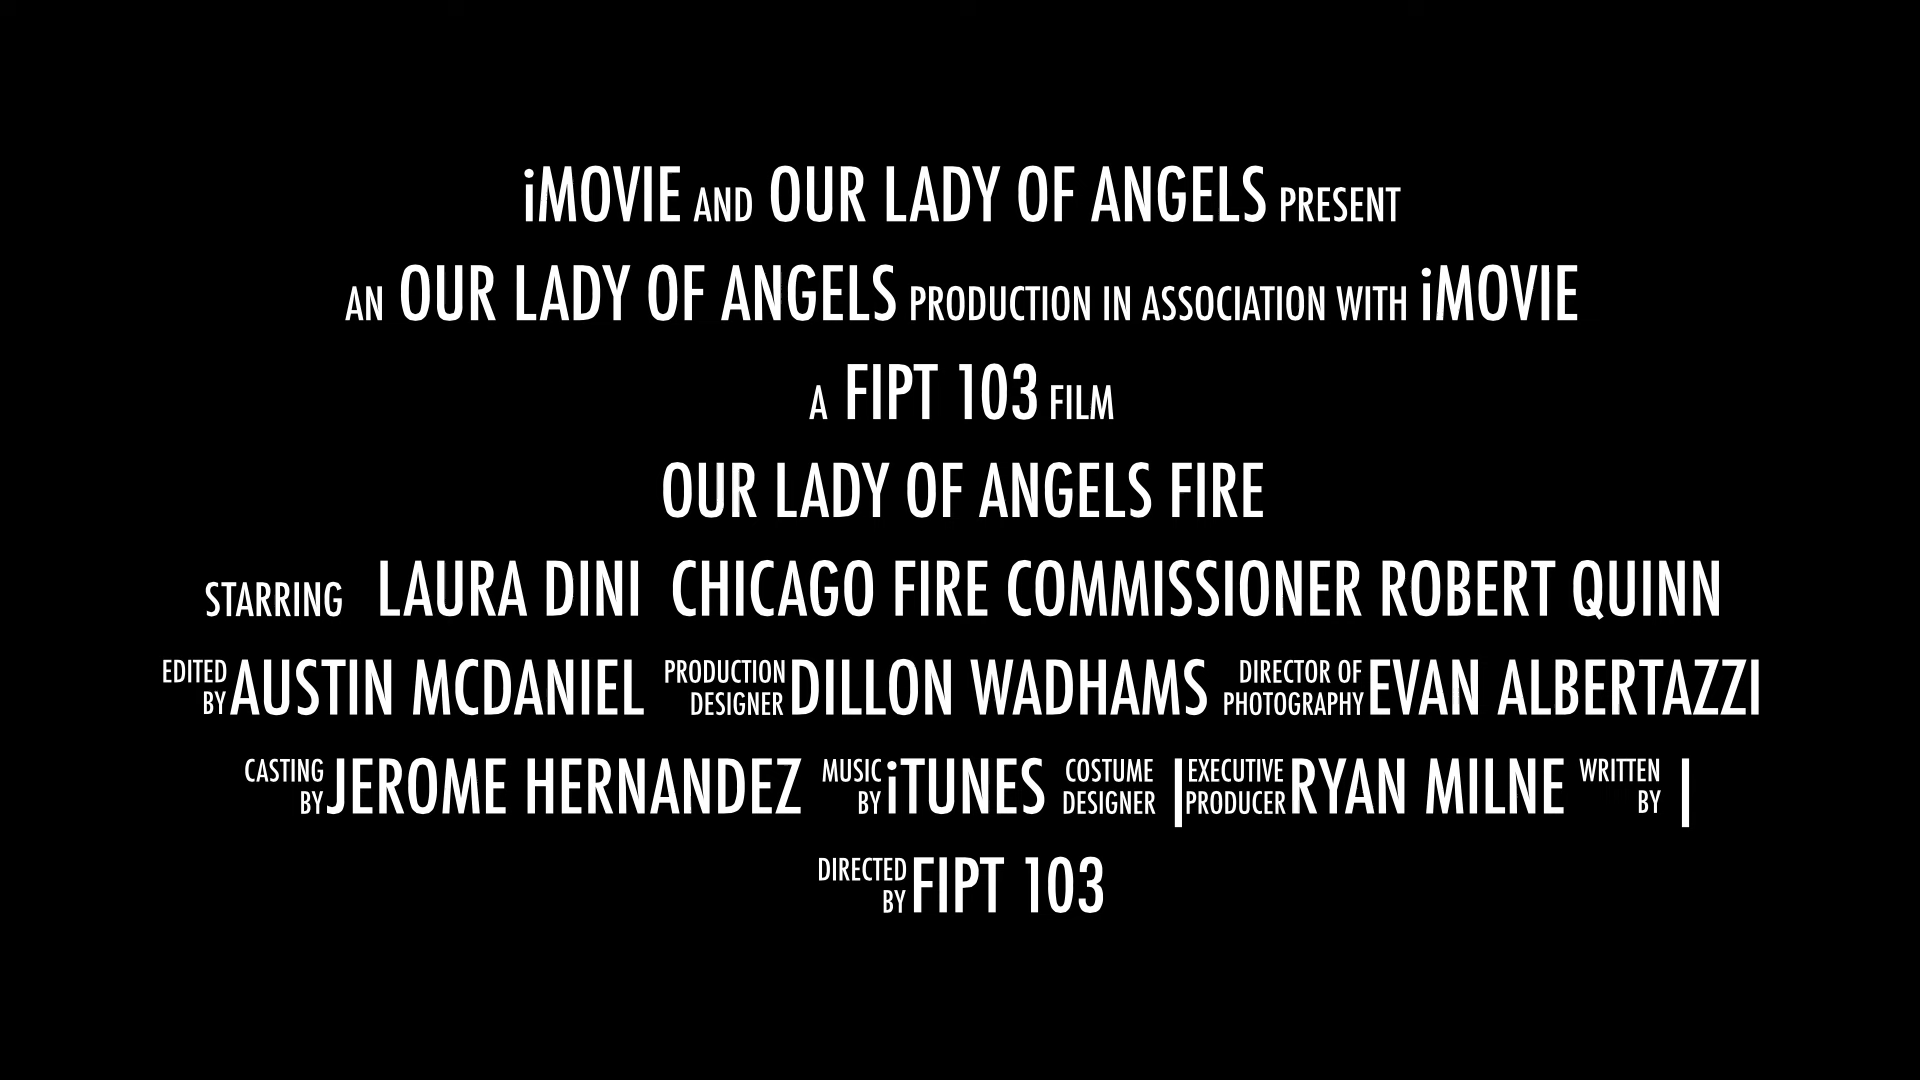 iMOVIE AND OUR LADY OF ANGELS PRESENT
AN OUR LADY OF ANGELS PRODUCTION IN ASSOCIATION WITH iMOVIE
A FIPT 103 FILM
OUR LADY OF ANGELS FIRE
STARRING LAURA DINI CHICAGO FIRE COMMISSIONER ROBERT QUINN
EDITED BY AUSTIN MCDANIEL PRODUCTION DESIGNER DILLON WADHAMS DIRECTOR OF PHOTOGRAPHY EVAN ALBERTAZZI
CASTING BY JEROME HERNANDEZ MUSIC BY iTUNES COSTUME DESIGNER | EXECUTIVE PRODUCER RYAN MILNE WRITTEN BY |
DIRECTED BY FIPT 103